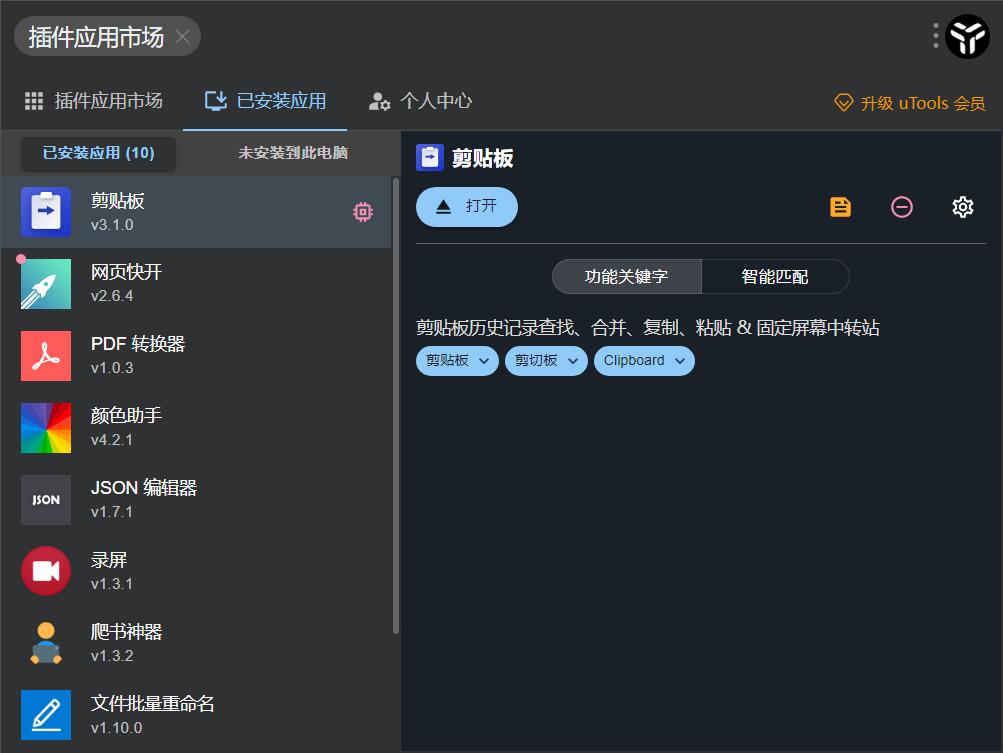 插件应用市场
插件应用市场
已安装应用
个人中心
升级 uTools 会员
已安装应用 (10)
未安装到此电脑
剪贴板
v3.1.0
网页快开
v2.6.4
PDF 转换器
v1.0.3
颜色助手
v4.2.1
JSON
JSON 编辑器
v1.7.1
录屏
v1.3.1
爬书神器
v1.3.2
文件批量重命名
v1.10.0
剪贴板
打开
功能关键字
智能匹配
剪贴板历史记录查找、合并、复制、粘贴 & 固定屏幕中转站
剪贴板
剪切板
Clipboard